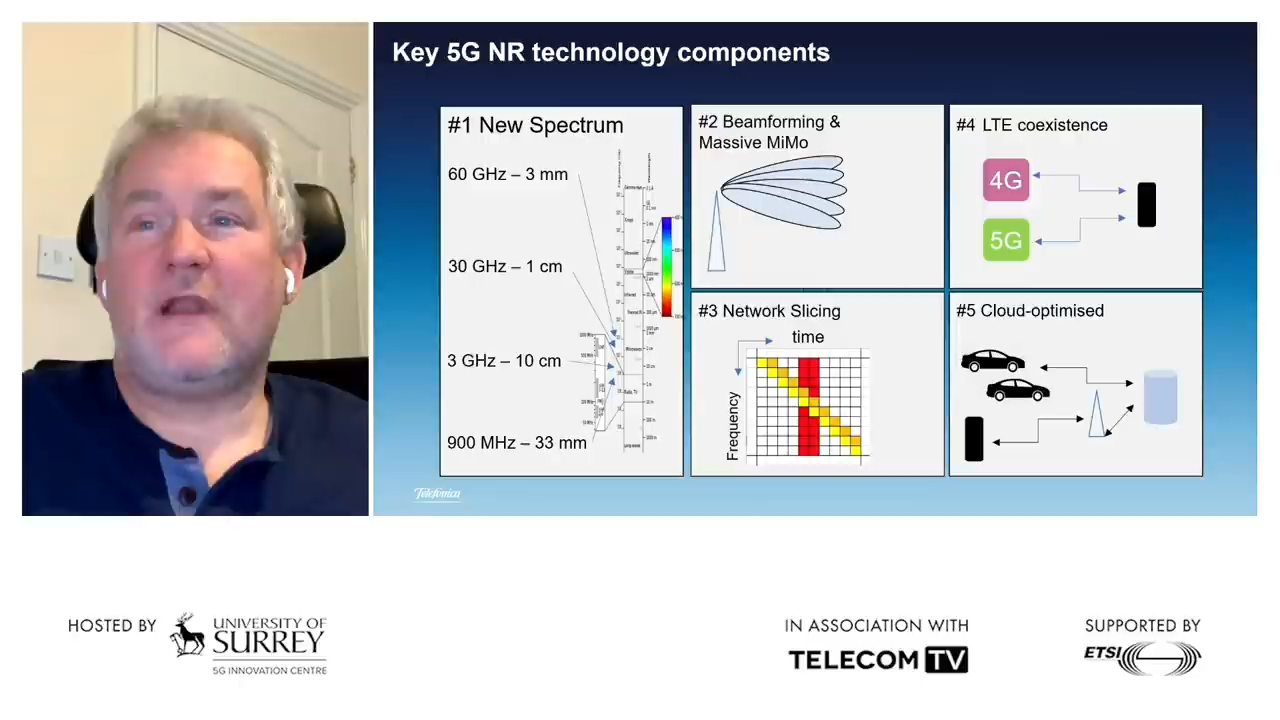 Key 5G NR technology components
#1 New Spectrum
60 GHz – 3 mm
30 GHz – 1 cm
3 GHz – 10 cm
900 MHz – 33 mm
#2 Beamforming &
Massive MiMo
#3 Network Slicing
time
Frequency
#4 LTE coexistence
4G
5G
#5 Cloud-optimised
Telefónica
HOSTED BY
UNIVERSITY OF
SURREY
5G INNOVATION CENTRE
IN ASSOCIATION WITH
TELECOM TV
SUPPORTED BY
ETSI